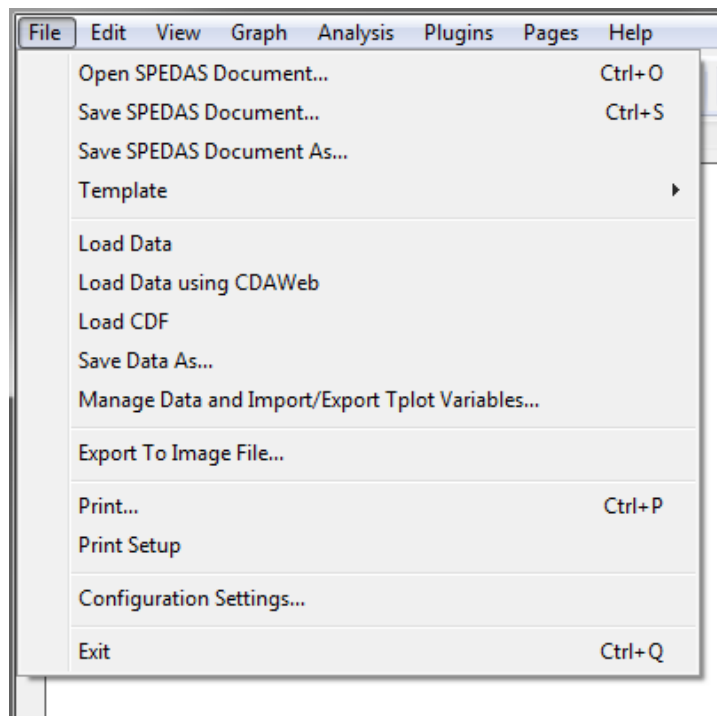 File Edit View Graph Analysis Plugins Pages Help
Open SPEDAS Document... Ctrl+O
Save SPEDAS Document... Ctrl+S
Save SPEDAS Document As...
Template
Load Data
Load Data using CDAWeb
Load CDF
Save Data As...
Manage Data and Import/Export Tplot Variables...
Export To Image File...
Print... Ctrl+P
Print Setup
Configuration Settings...
Exit Ctrl+Q